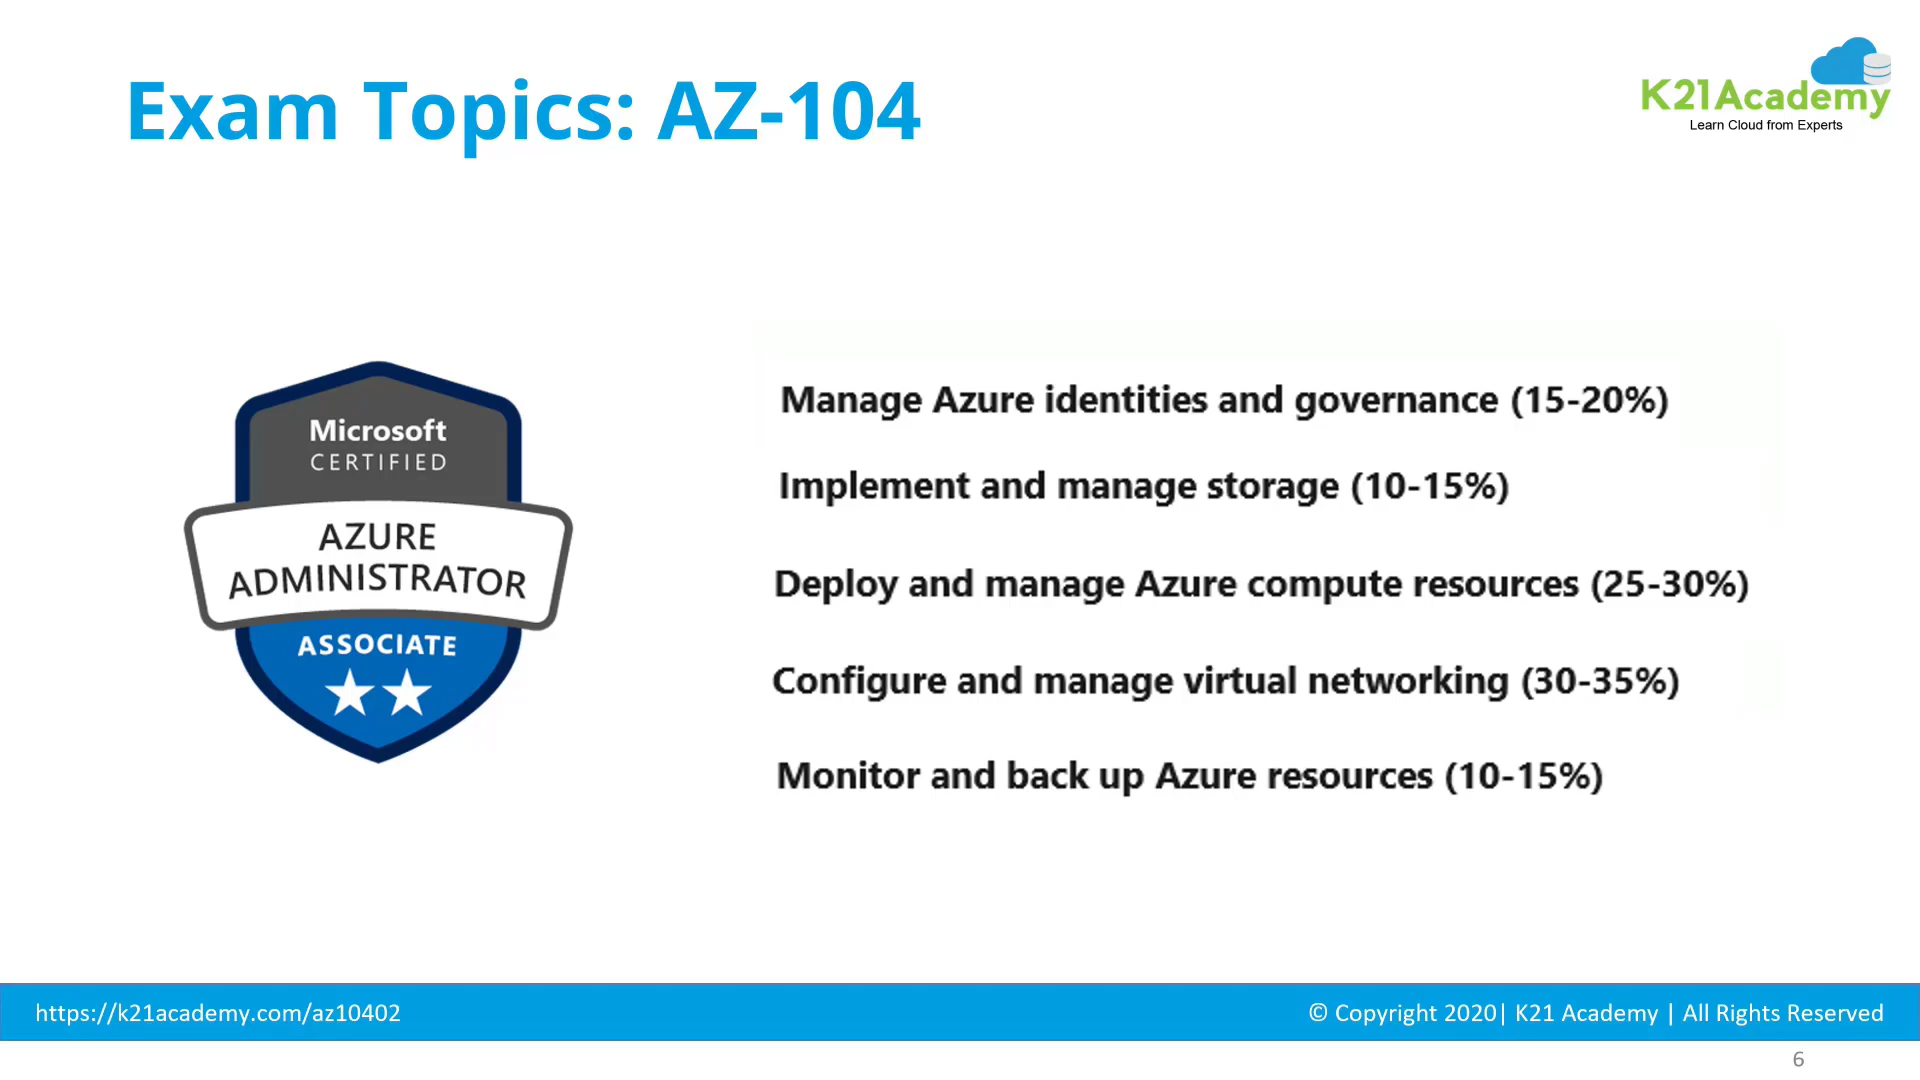 Exam Topics: AZ-104
K21Academy
Learn Cloud from Experts
Microsoft
CERTIFIED
AZURE
ADMINISTRATOR
ASSOCIATE
Manage Azure identities and governance (15-20%)
Implement and manage storage (10-15%)
Deploy and manage Azure compute resources (25-30%)
Configure and manage virtual networking (30-35%)
Monitor and back up Azure resources (10-15%)
https://k21academy.com/az10402
© Copyright 2020| K21 Academy | All Rights Reserved
6